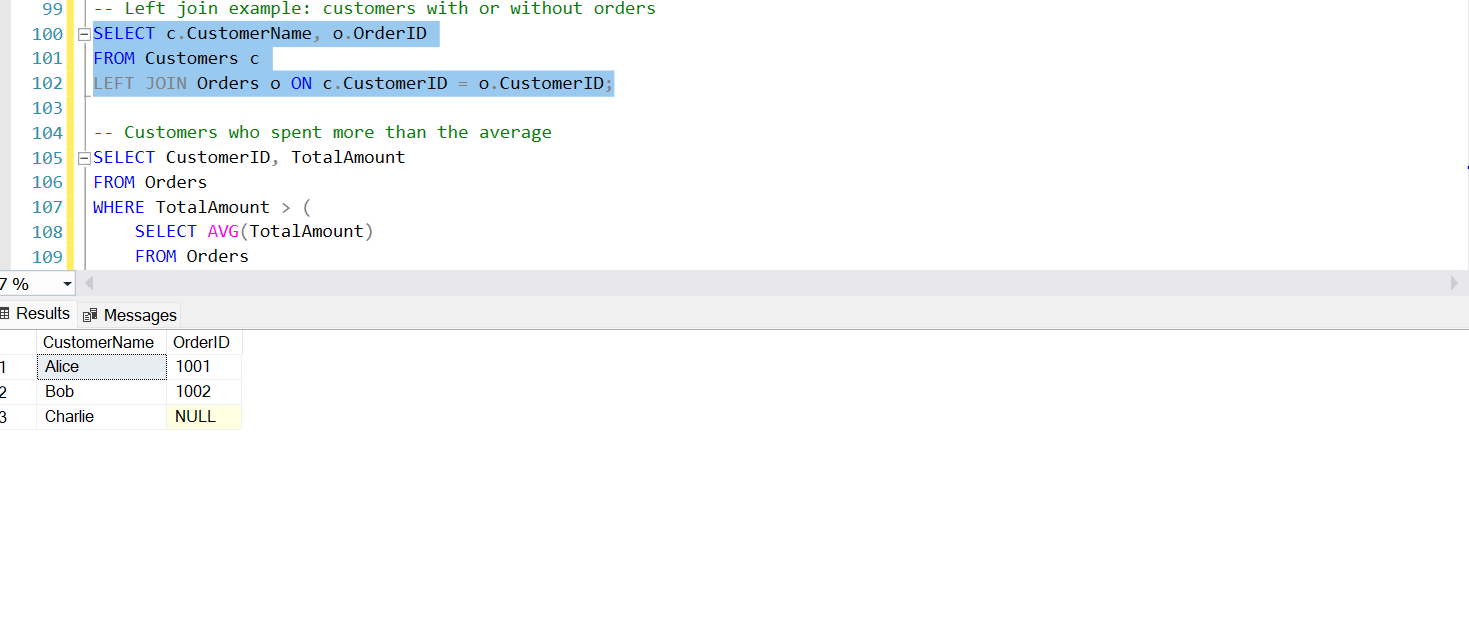 99 -- Left join example: customers with or without orders
100 SELECT c.CustomerName, o.OrderID
101 FROM Customers c
102 LEFT JOIN Orders o ON c.CustomerID = o.CustomerID;
103
104 -- Customers who spent more than the average
105 SELECT CustomerID, TotalAmount
106 FROM Orders
107 WHERE TotalAmount > (
108 SELECT AVG(TotalAmount)
109 FROM Orders
7 %
Results Messages
CustomerName OrderID
1 Alice 1001
2 Bob 1002
3 Charlie NULL